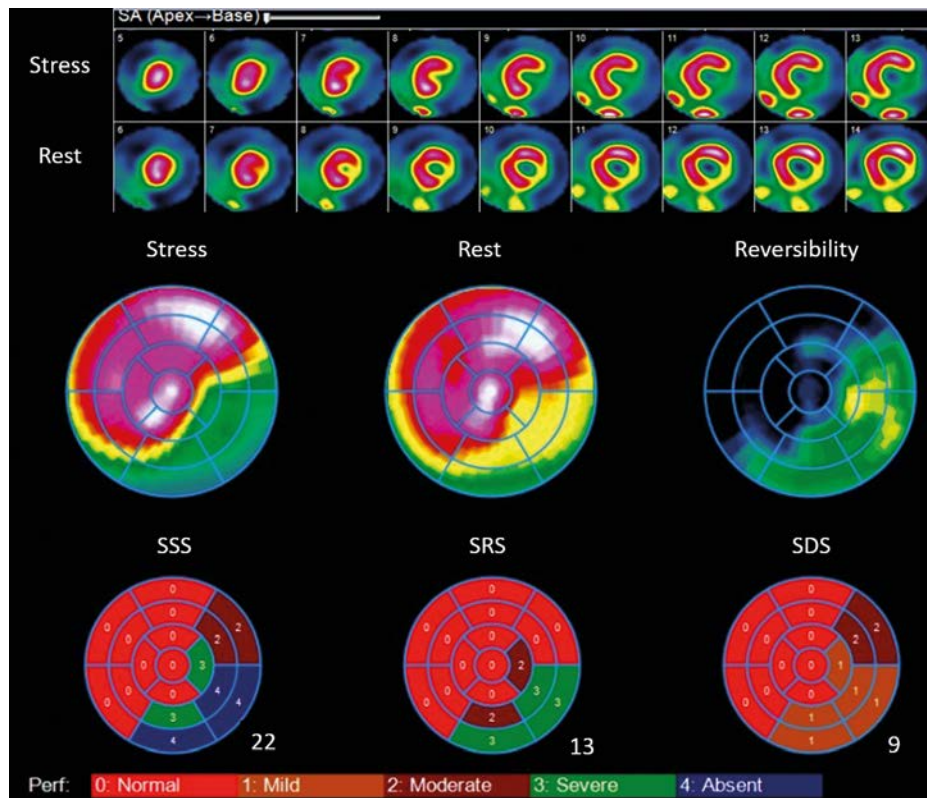 SA (Apex→Base)
Stress
5 6 7 8 9 10 11 12 13
Rest
6 7 8 9 10 11 12 13 14
Stress Rest Reversibility
SSS SRS SDS
0 0 0
0 0 2 0 0 0 0 0 2
0 0 2 0 0 0 0 0 2
0 0 0
0 0 3 0 0 2 0 0 1
0 0 4 4 0 0 3 3 0 0 1 1
0 0 0
3 2 1
4 3 1
22 13 9
Perf: 0: Normal 1: Mild 2: Moderate 3: Severe 4: Absent